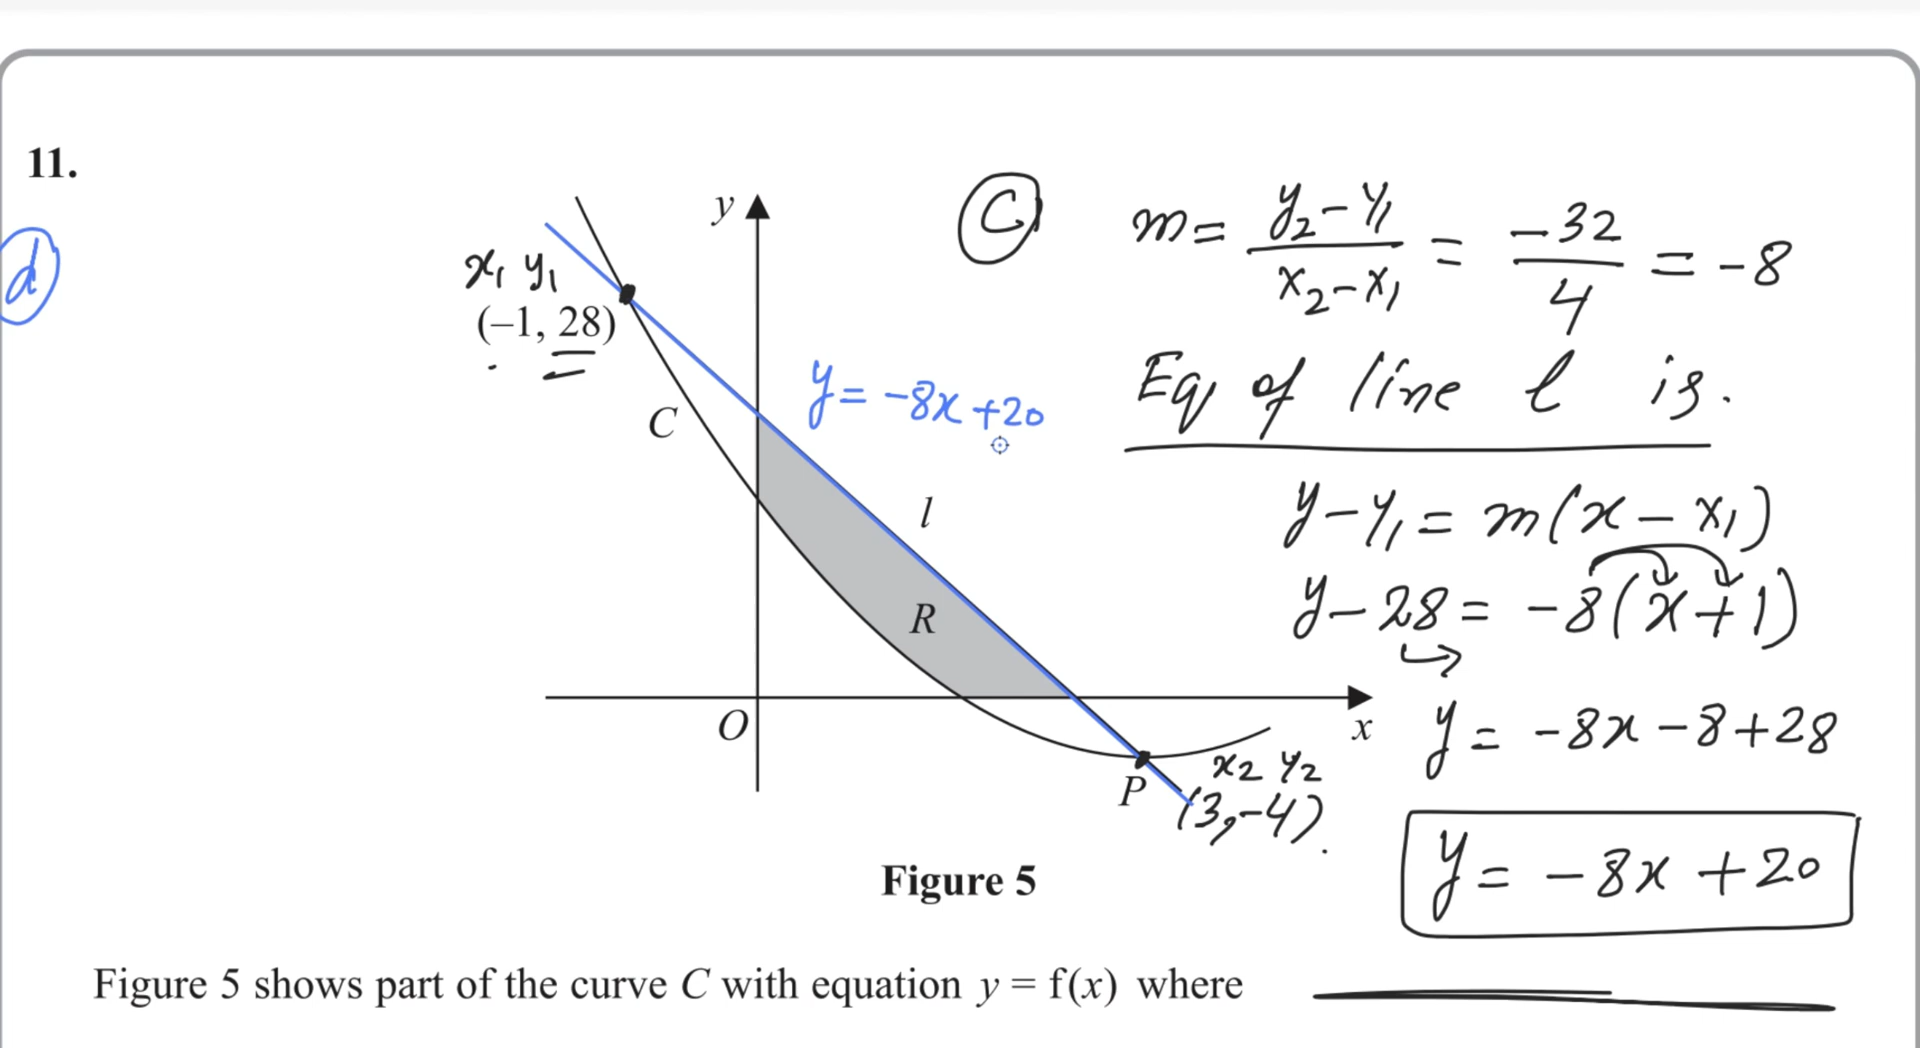 11.
d
y
C
x₁ y₁
(–1, 28)
C
y = -8x +20
l
R
O
x
P
x₂ y₂
(3, -4).
m = (y₂ - y₁)/(x₂ - x₁) = -32/4 = -8
Eq of line l is.
y - y₁ = m(x - x₁)
y - 28 = -8(x + 1)
y = -8x - 8 + 28
y = -8x + 20
Figure 5
Figure 5 shows part of the curve C with equation y = f(x) where